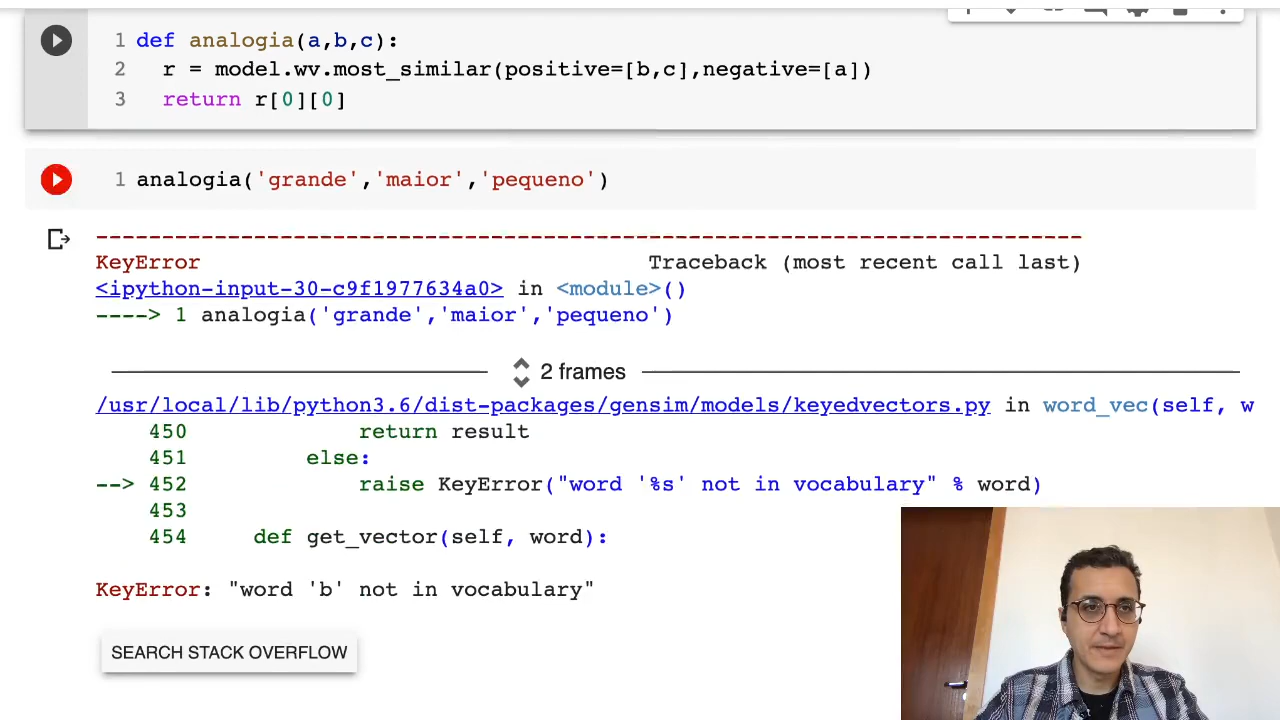 1 def analogia(a,b,c):
2 r = model.wv.most_similar(positive=[b,c],negative=[a])
3 return r[0][0]
1 analogia('grande','maior','pequeno')
---------------------------------------------------------------------------
KeyError Traceback (most recent call last)
<ipython-input-30-c9f1977634a0> in <module>()
----> 1 analogia('grande','maior','pequeno')
2 frames
/usr/local/lib/python3.6/dist-packages/gensim/models/keyedvectors.py in word_vec(self, w
450 return result
451 else:
--> 452 raise KeyError("word '%s' not in vocabulary" % word)
453
454 def get_vector(self, word):
KeyError: "word 'b' not in vocabulary"
SEARCH STACK OVERFLOW